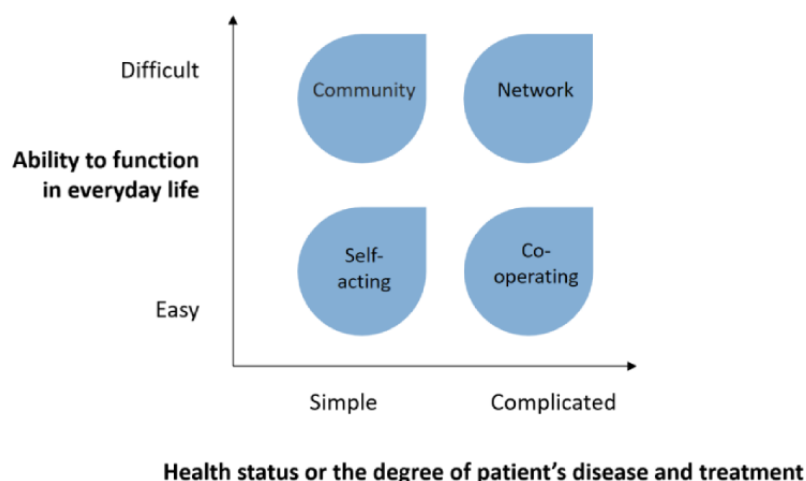 Difficult
Community
Network
Ability to function
in everyday life
Self-
acting
Co-
operating
Easy
Simple
Complicated
Health status or the degree of patient's disease and treatment